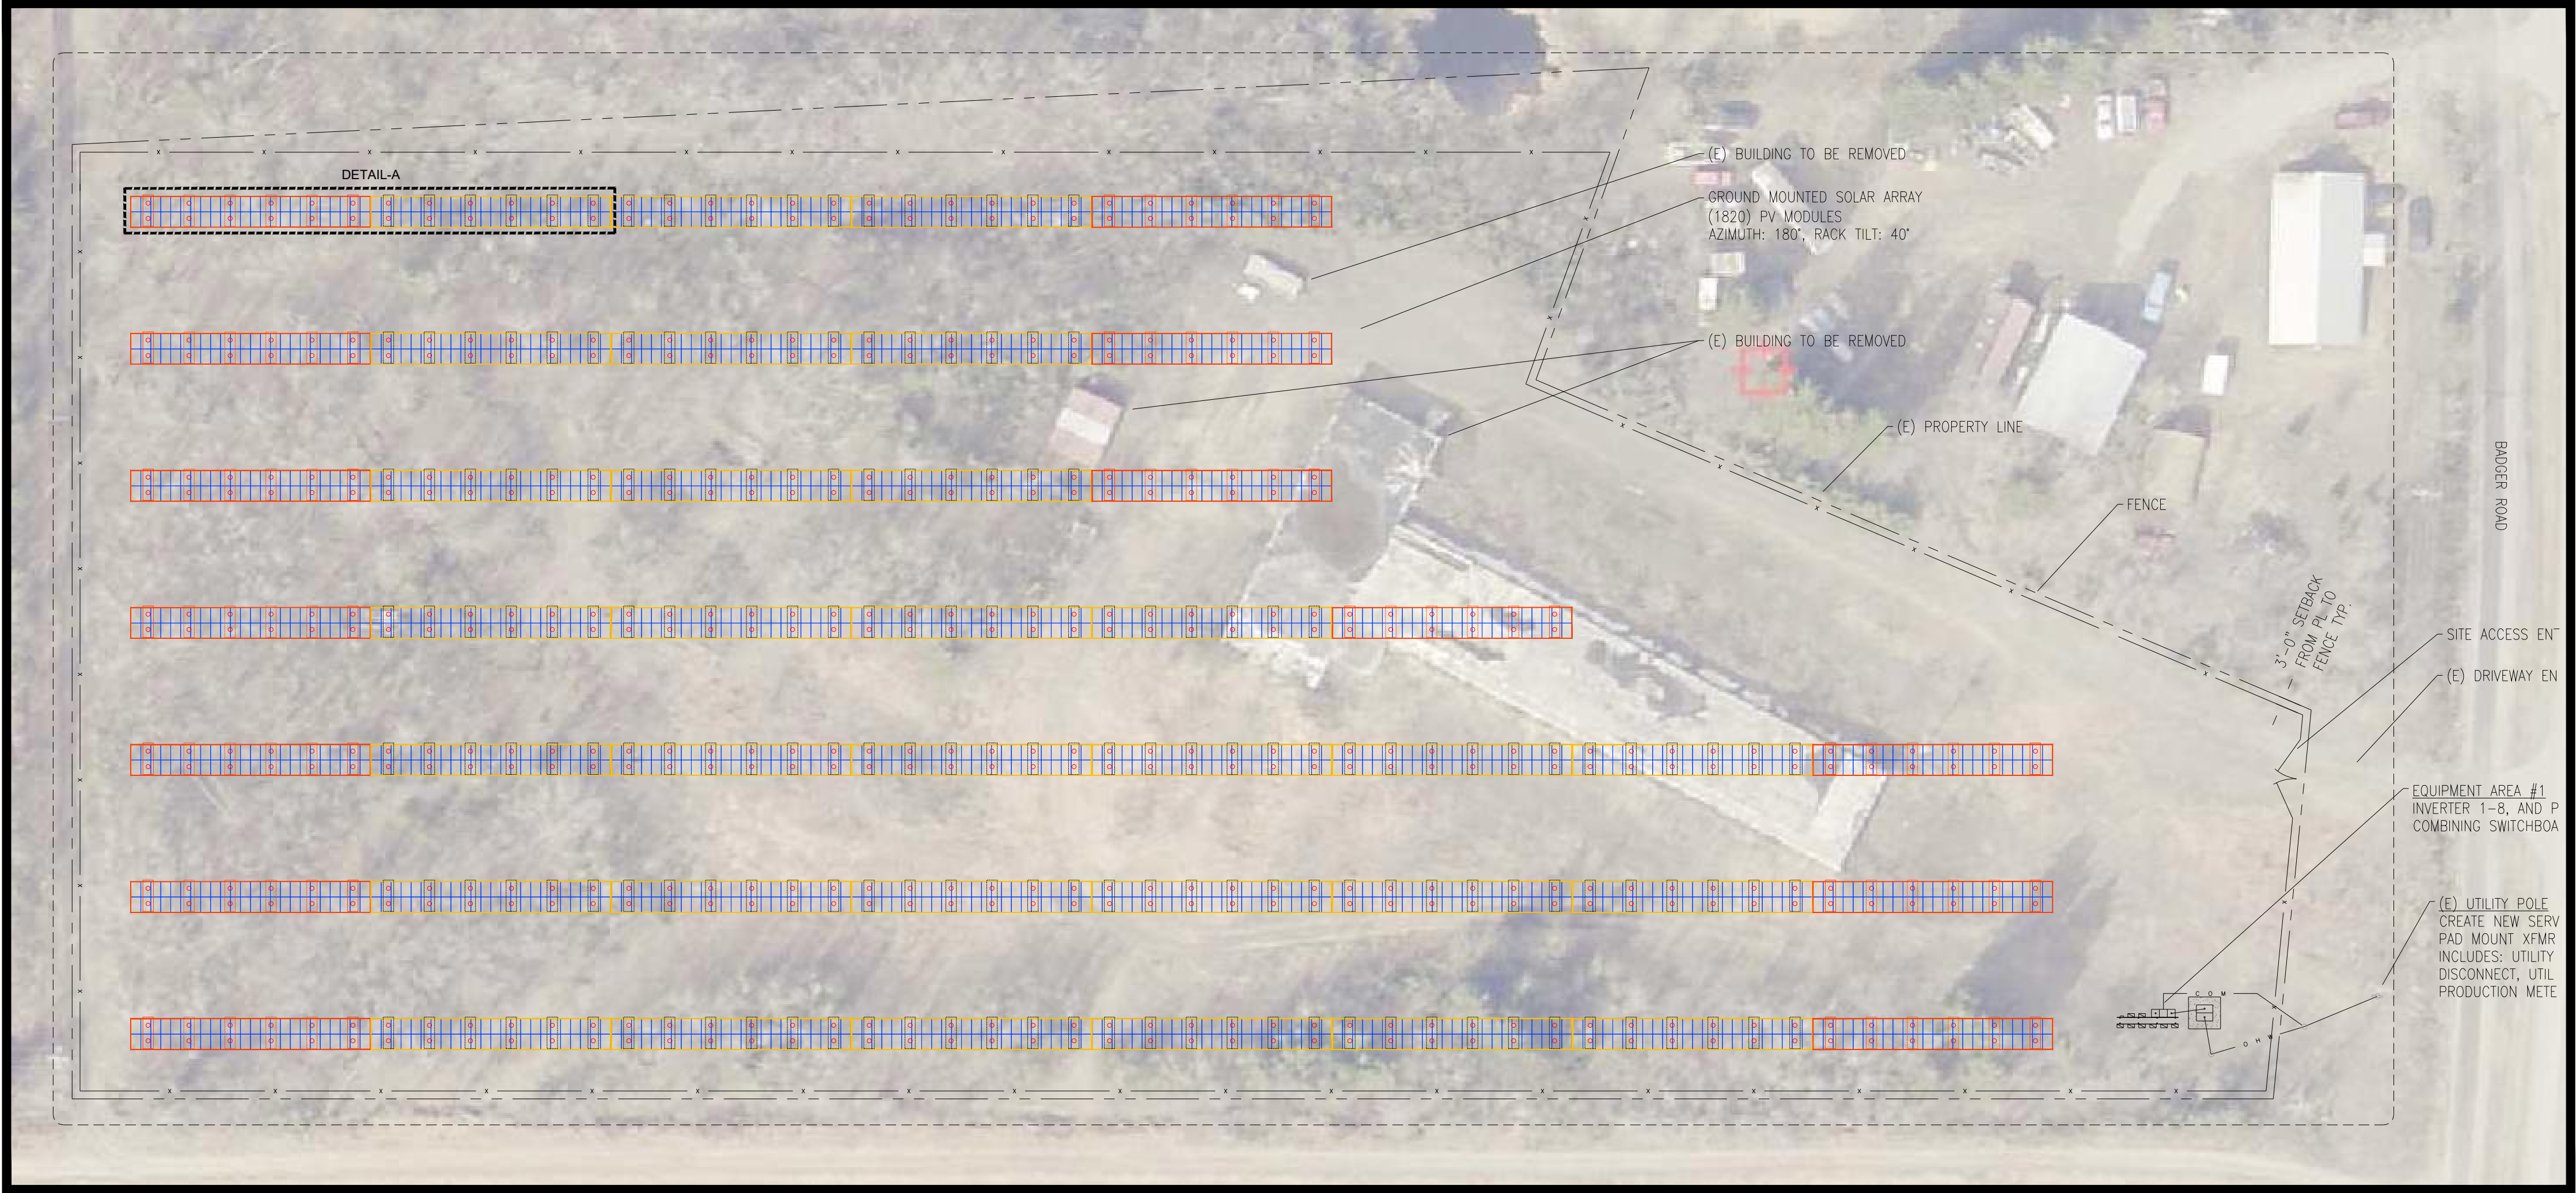 DETAIL-A
(E) BUILDING TO BE REMOVED
GROUND MOUNTED SOLAR ARRAY
(1820) PV MODULES
AZIMUTH: 180°, RACK TILT: 40°
(E) BUILDING TO BE REMOVED
(E) PROPERTY LINE
FENCE
BADGER ROAD
3'-0" SETBACK
FROM PL TO
FENCE TYP.
SITE ACCESS
(E) DRIVEWAY EN
EQUIPMENT AREA #1
INVERTER 1-8, AND P
COMBINING SWITCHBOA
(E) UTILITY POLE
CREATE NEW SERV
PAD MOUNT XFMR
INCLUDES: UTILITY
DISCONNECT, UTIL
PRODUCTION METE
COM